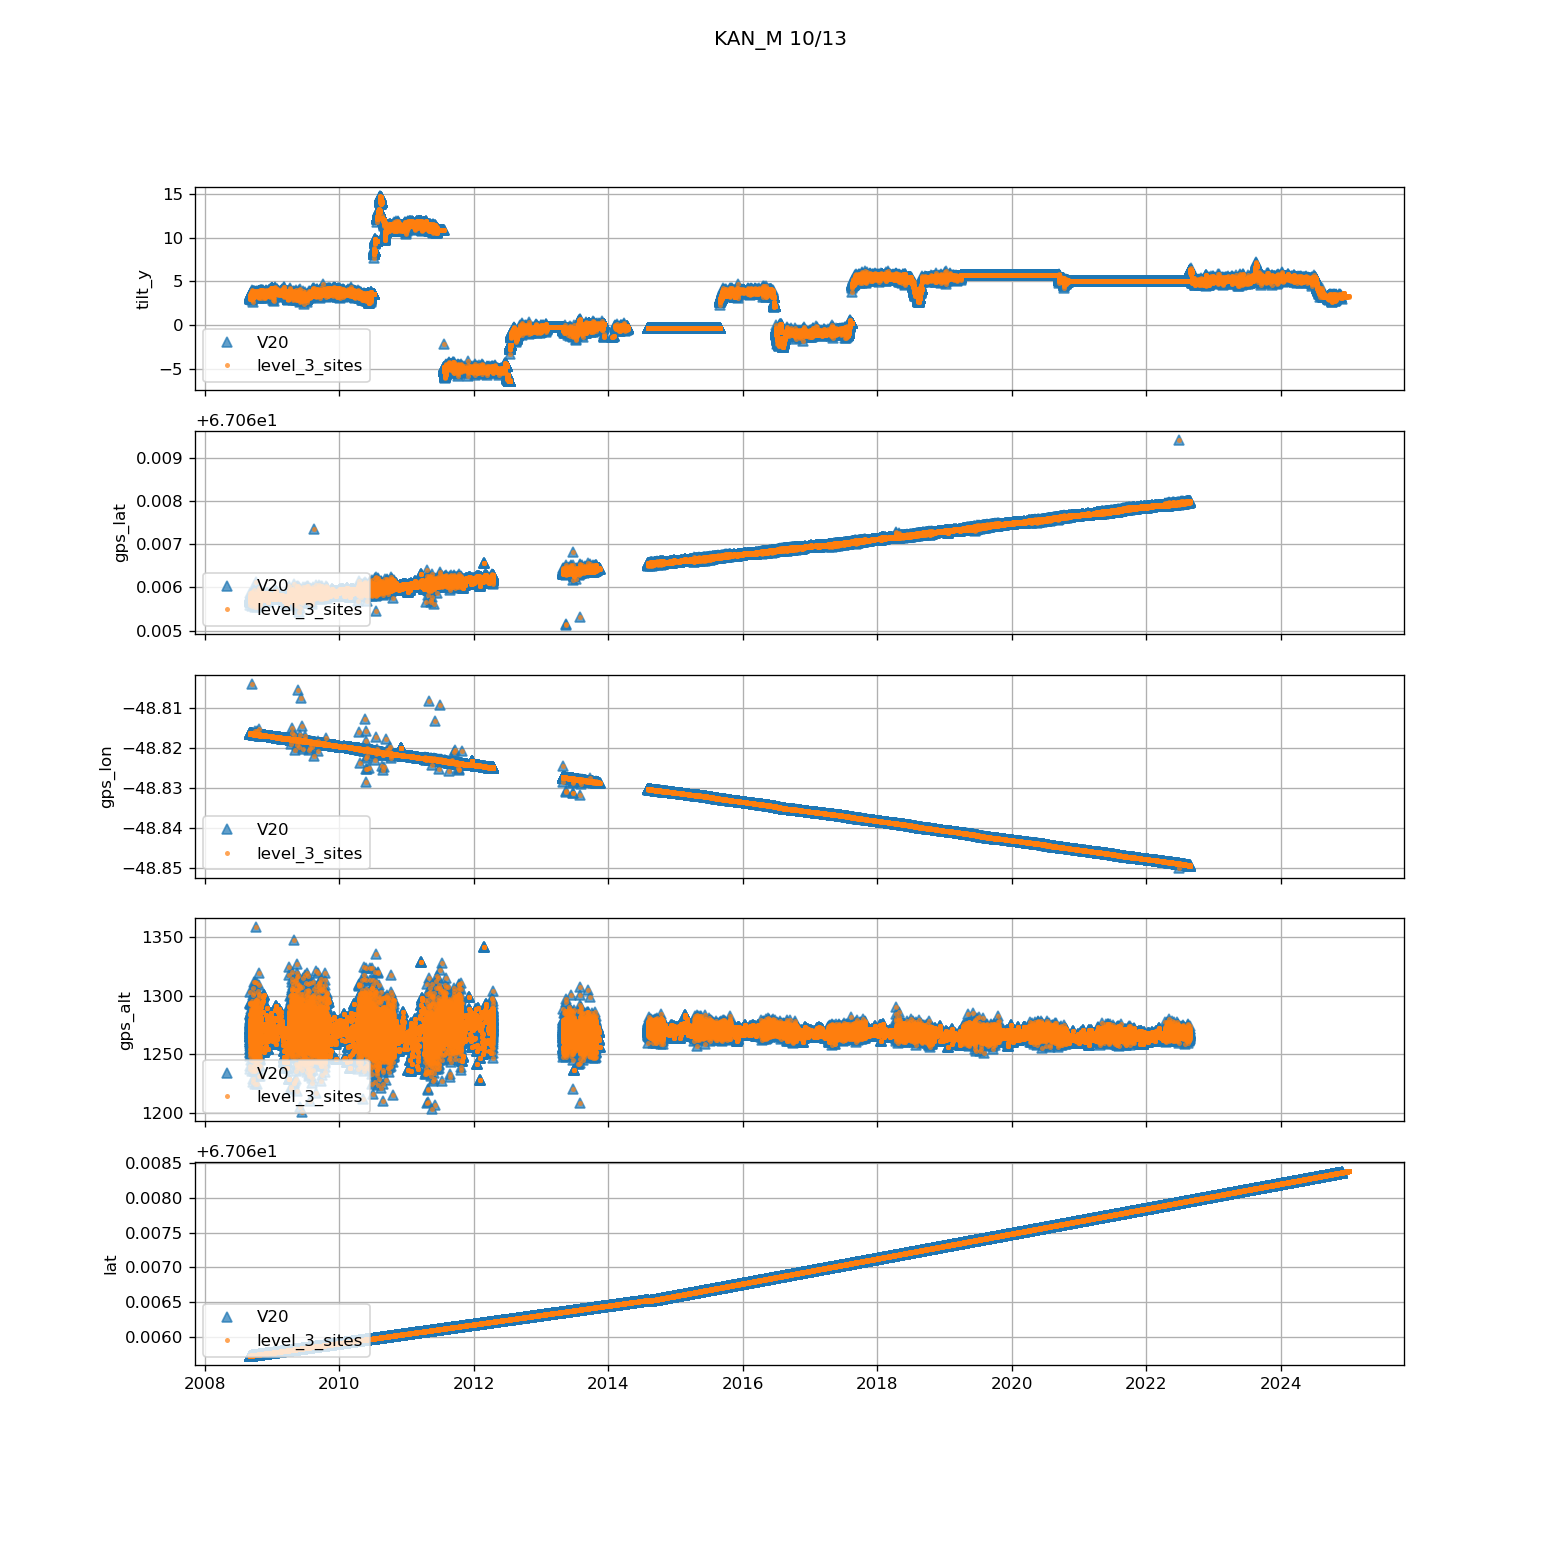 KAN_M 10/13
15
10
5
0
−5
tilt_y
V20
level_3_sites
+6.706e1
0.009
0.008
0.007
0.006
0.005
gps_lat
V20
level_3_sites
−48.81
−48.82
−48.83
−48.84
−48.85
gps_lon
V20
level_3_sites
1350
1300
1250
1200
gps_alt
V20
level_3_sites
+6.706e1
0.0085
0.0080
0.0075
0.0070
0.0065
0.0060
lat
V20
level_3_sites
2008 2010 2012 2014 2016 2018 2020 2022 2024